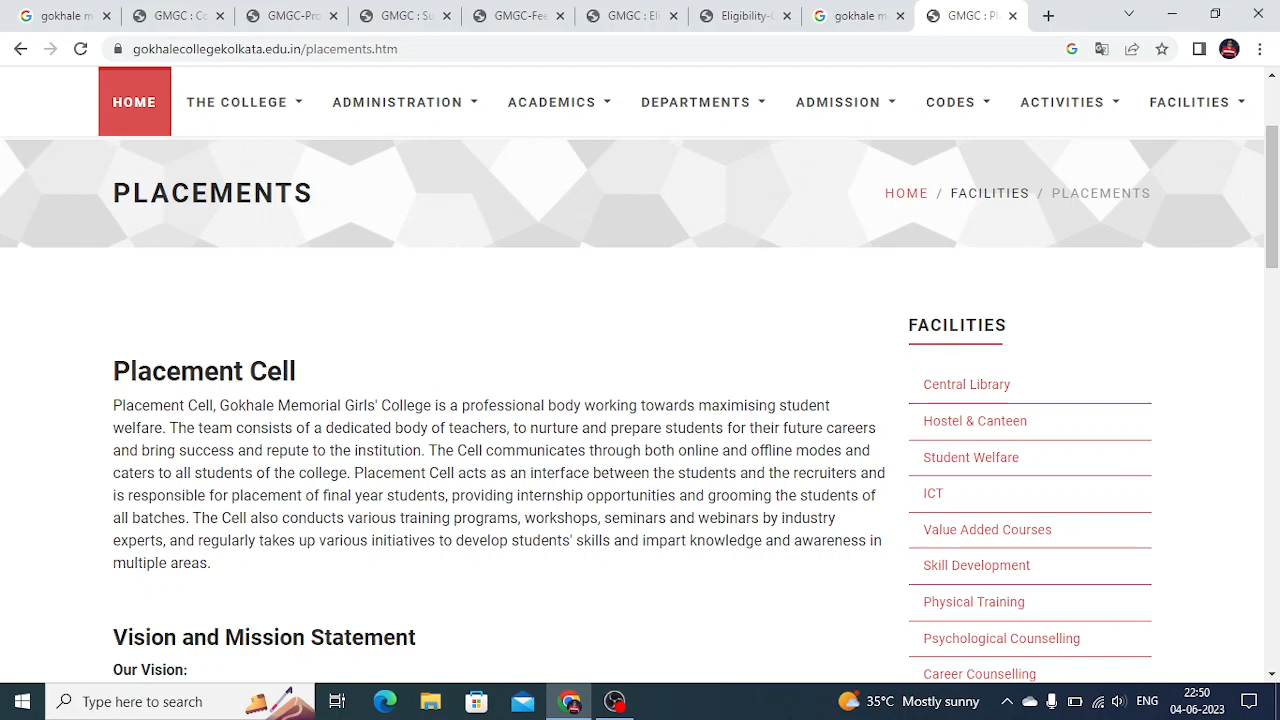 gokhale m
GMGC : Co
GMGC-Pro
GMGC : Su
GMGC-Fee
GMGC : Eli
Eligibility-C
gokhale m
GMGC : Pl
gokhalecollegekolkata.edu.in/placements.htm
HOME THE COLLEGE ADMINISTRATION ACADEMICS DEPARTMENTS ADMISSION CODES ACTIVITIES FACILITIES
PLACEMENTS
HOME / FACILITIES / PLACEMENTS
Placement Cell
Placement Cell, Gokhale Memorial Girls' College is a professional body working towards maximising student
welfare. The team consists of a dedicated body of teachers, to nurture and prepare students for their future careers
and bring success and repute to the institution. The Cell communicates through both online and offline modes and
caters to all students of the college. Placement Cell acts as an interface between the students and the recruiters and
is responsible for placement of final year students, providing internship opportunities and grooming the students of
all batches. The Cell also conducts various training programs, workshops, seminars and webinars by industry
experts, and regularly takes up various initiatives to develop students' skills and impart knowledge and awareness in
multiple areas.
Vision and Mission Statement
Our Vision:
FACILITIES
Central Library
Hostel & Canteen
Student Welfare
ICT
Value Added Courses
Skill Development
Physical Training
Psychological Counselling
Career Counselling
Type here to search
35°C Mostly sunny
ENG
22:50
04-06-2023